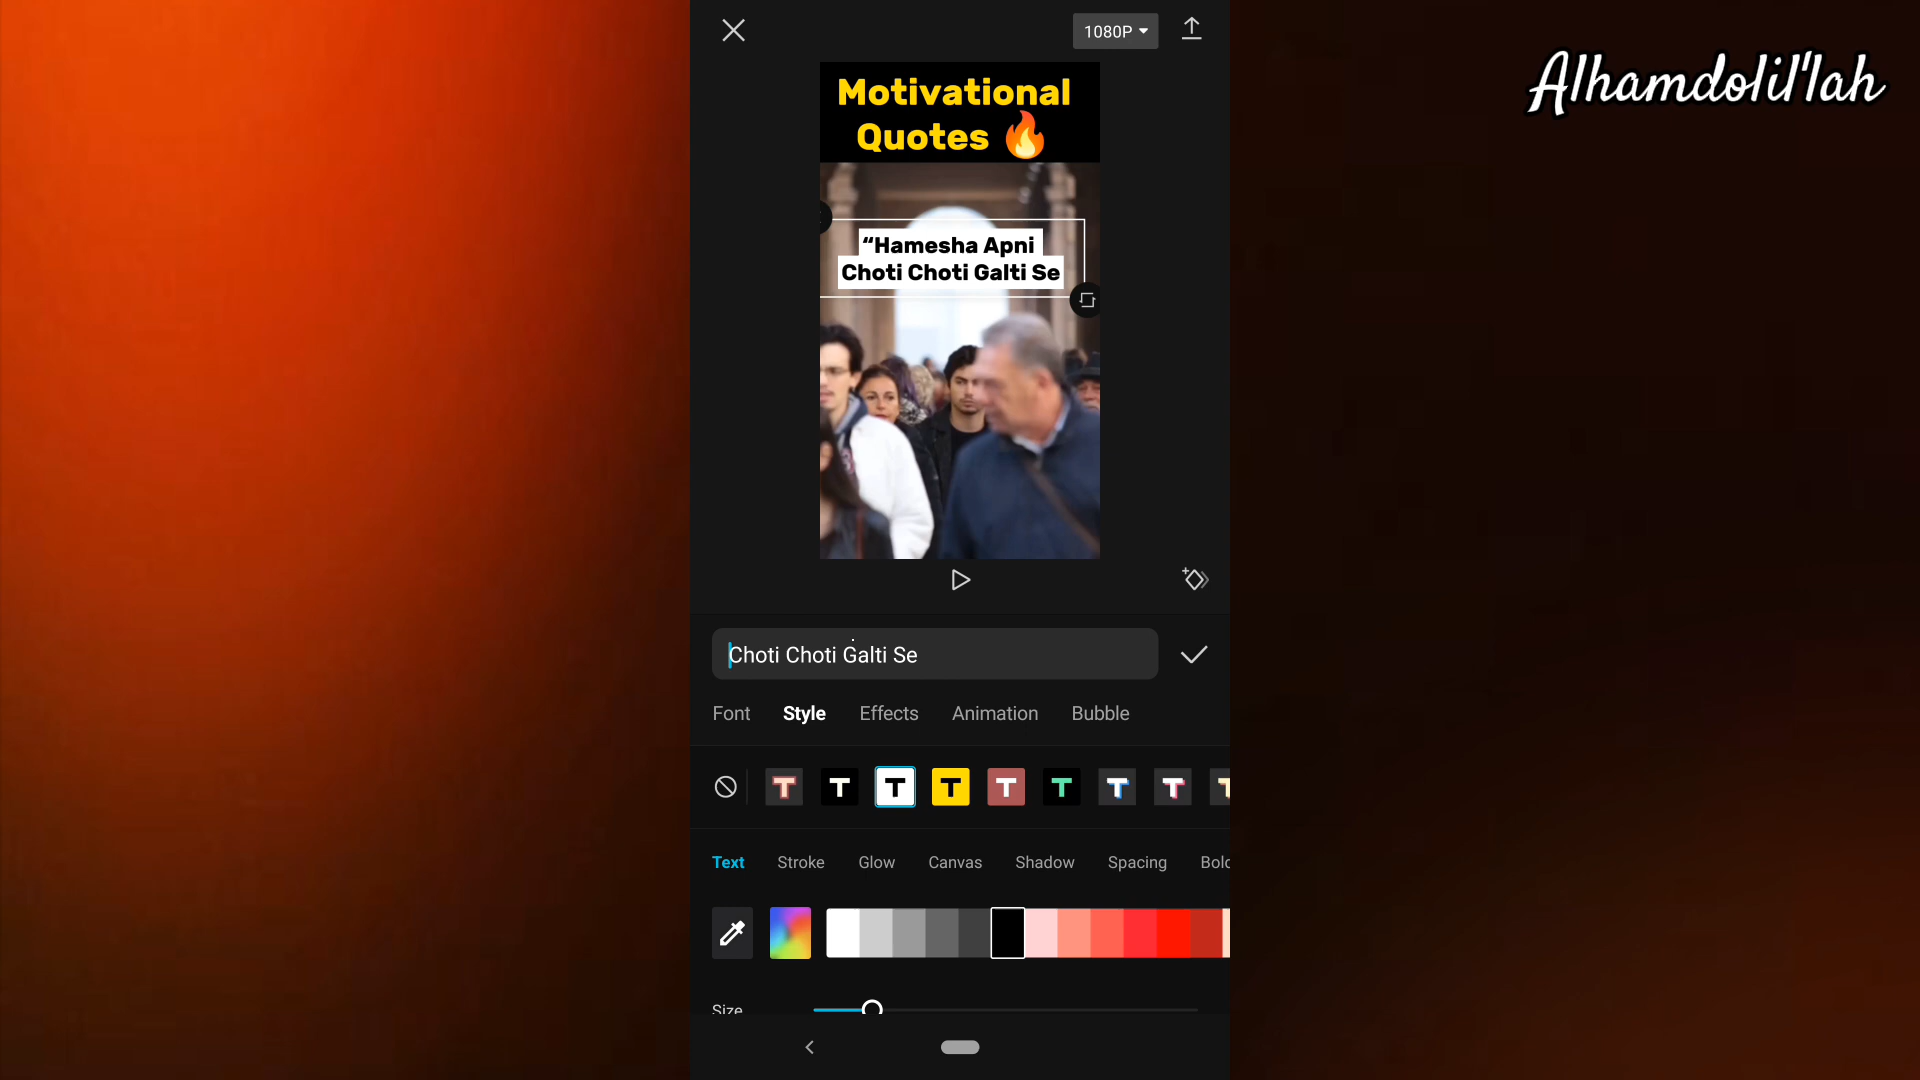 1080P
Alhamdolil'lah
Motivational
Quotes 🔥
“Hamesha Apni
Choti Choti Galti Se
Choti Choti Galti Se
Font Style Effects Animation Bubble
T T T T T T T T T
Text Stroke Glow Canvas Shadow Spacing
Size